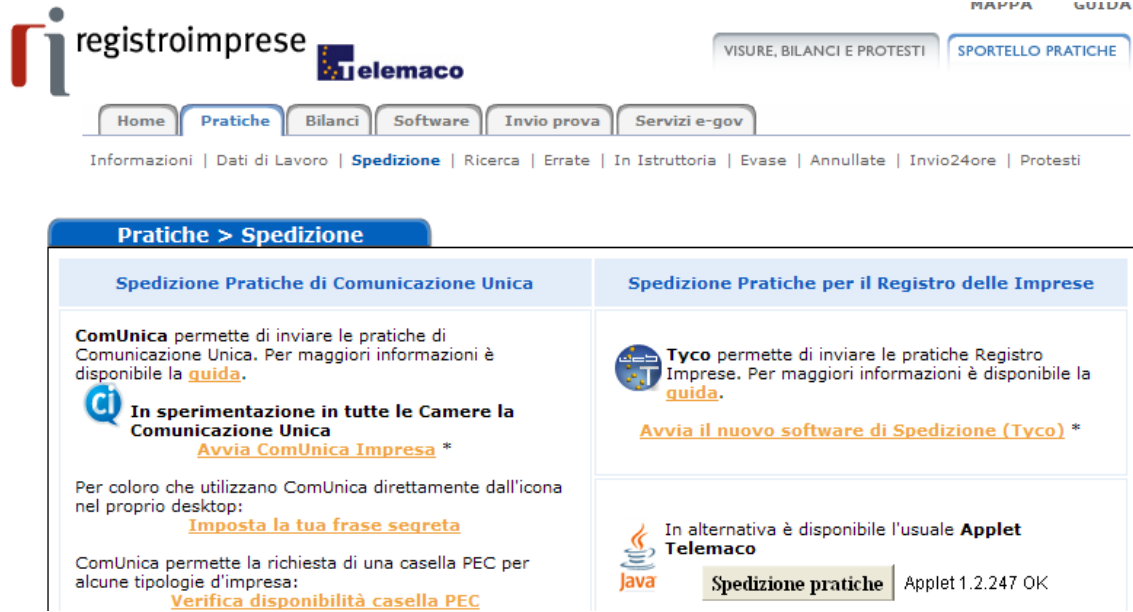 MAPPA GUIDA
registroimprese
Telemaco
VISURE, BILANCI E PROTESTI SPORTELLO PRATICHE
Home Pratiche Bilanci Software Invio prova Servizi e-gov
Informazioni | Dati di Lavoro | Spedizione | Ricerca | Errate | In Istruttoria | Evase | Annullate | Invio24ore | Protesti
Pratiche > Spedizione
Spedizione Pratiche di Comunicazione Unica
ComUnica permette di inviare le pratiche di
Comunicazione Unica. Per maggiori informazioni è
disponibile la guida.
Ci
In sperimentazione in tutte le Camere la
Comunicazione Unica
Avvia ComUnica Impresa *
Per coloro che utilizzano ComUnica direttamente dall'icona
nel proprio desktop:
Imposta la tua frase segreta
ComUnica permette la richiesta di una casella PEC per
alcune tipologie d'impresa:
Verifica disponibilità casella PEC
Spedizione Pratiche per il Registro delle Imprese
web T
Tyco permette di inviare le pratiche Registro
Imprese. Per maggiori informazioni è disponibile la
guida.
Avvia il nuovo software di Spedizione (Tyco) *
In alternativa è disponibile l'usuale Applet
Telemaco
Java
Spedizione pratiche Applet 1.2.247 OK